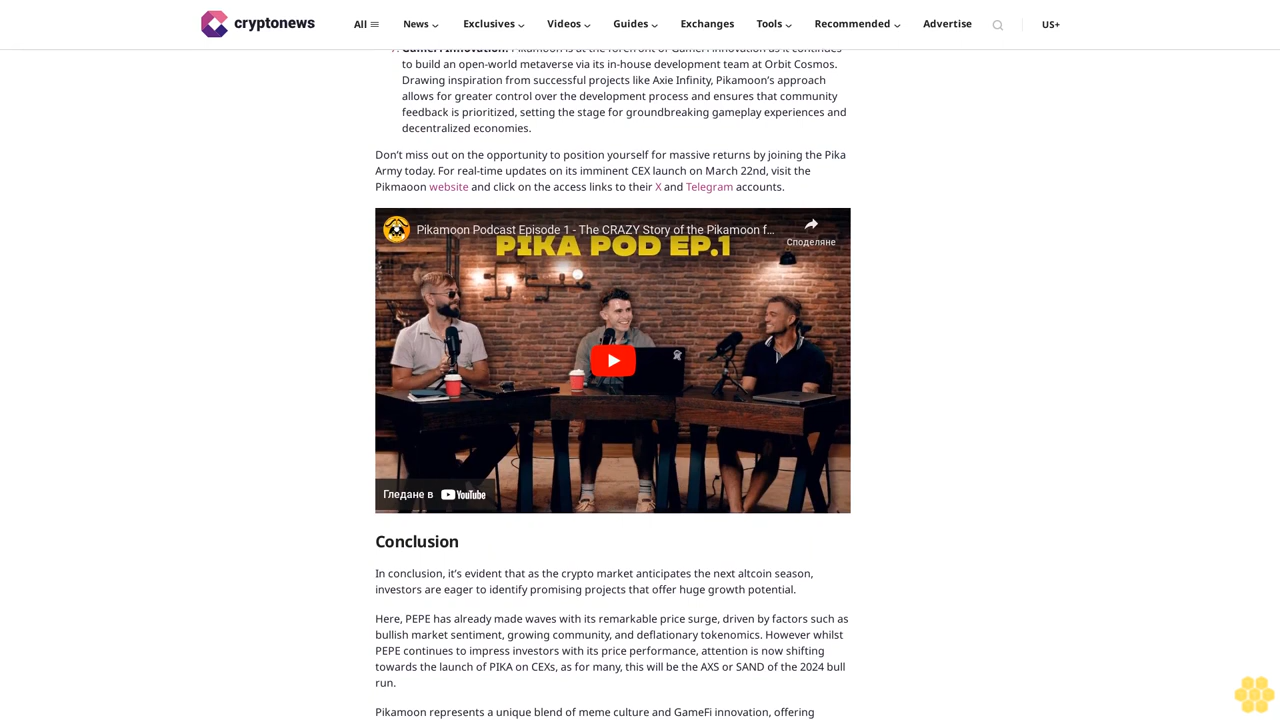 cryptonews
All News Exclusives Videos Guides Exchanges Tools Recommended Advertise US+
7. GameFi Innovation: Pikamoon is at the forefront of GameFi innovation as it continues
to build an open-world metaverse via its in-house development team at Orbit Cosmos.
Drawing inspiration from successful projects like Axie Infinity, Pikamoon’s approach
allows for greater control over the development process and ensures that community
feedback is prioritized, setting the stage for groundbreaking gameplay experiences and
decentralized economies.
Don’t miss out on the opportunity to position yourself for massive returns by joining the Pika
Army today. For real-time updates on its imminent CEX launch on March 22nd, visit the
Pikmaoon website and click on the access links to their X and Telegram accounts.
Pikamoon Podcast Episode 1 - The CRAZY Story of the Pikamoon f...
Споделяне
PIKA POD EP.1
Гледане в YouTube
Conclusion
In conclusion, it’s evident that as the crypto market anticipates the next altcoin season,
investors are eager to identify promising projects that offer huge growth potential.
Here, PEPE has already made waves with its remarkable price surge, driven by factors such as
bullish market sentiment, growing community, and deflationary tokenomics. However whilst
PEPE continues to impress investors with its price performance, attention is now shifting
towards the launch of PIKA on CEXs, as for many, this will be the AXS or SAND of the 2024 bull
run.
Pikamoon represents a unique blend of meme culture and GameFi innovation, offering